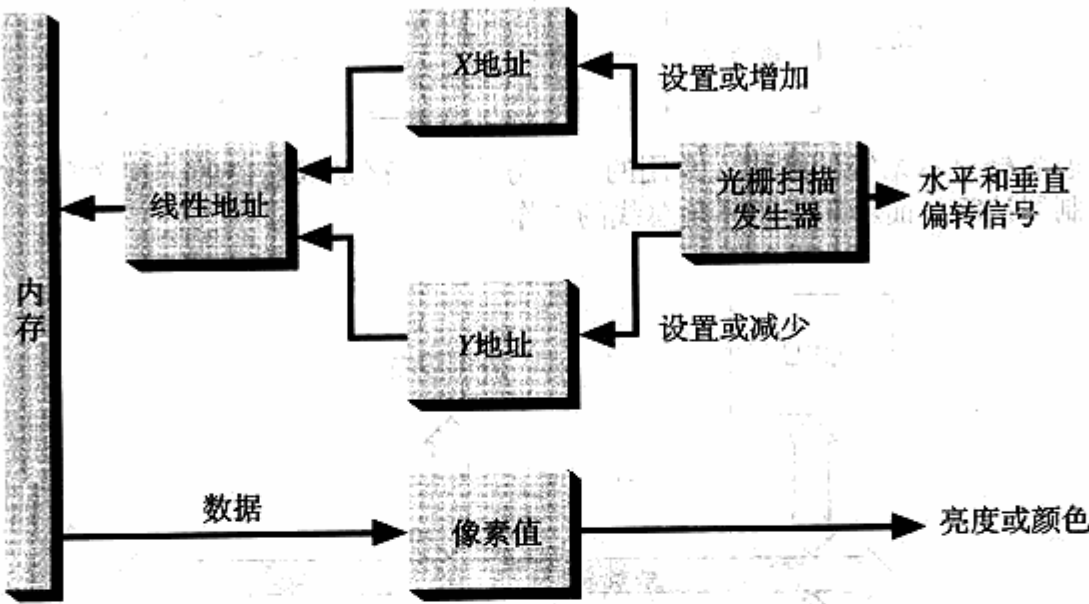 X地址
设置或增加
线性地址
光栅扫描
发生器
水平和垂直
偏转信号
内存
Y地址
设置或减少
数据
像素值
亮度或颜色